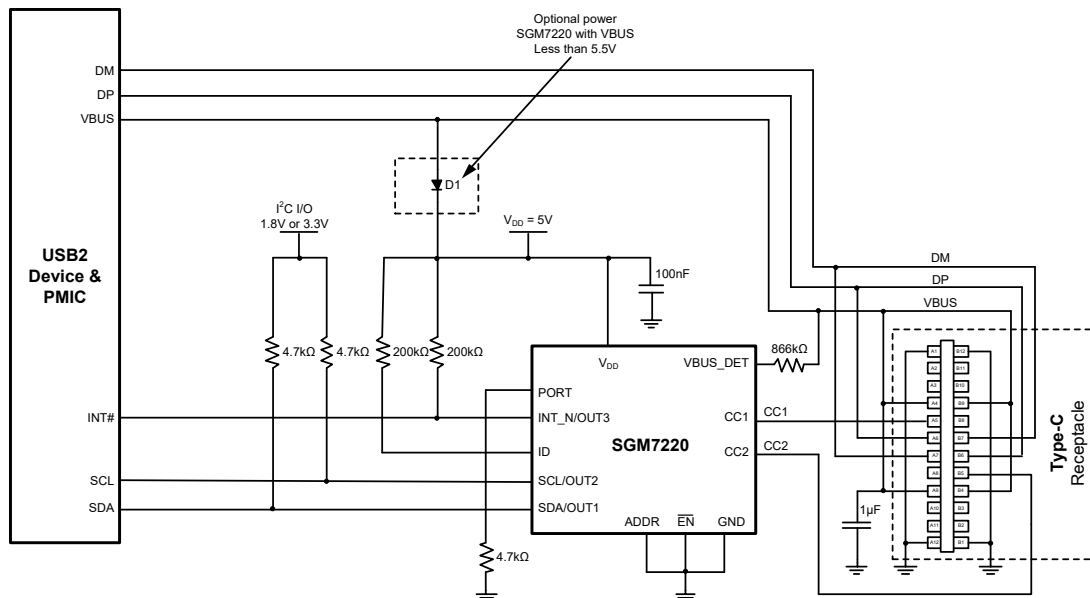 Optional power
SGM7220 with VBUS
Less than 5.5V
DM
DP
VBUS
D1
I²C I/O
1.8V or 3.3V
V_DD = 5V
USB2
Device &
PMIC
100nF
DM
DP
VBUS
4.7kΩ
4.7kΩ
200kΩ
200kΩ
V_DD
VBUS_DET
866kΩ
PORT
INT#
INT_N/OUT3
CC1
CC1
ID
SGM7220
CC2
CC2
SCL
SCL/OUT2
SDA
SDA/OUT1
ADDR
E̅N̅
GND
4.7kΩ
1µF
A1
B12
A2
B11
A3
B10
A4
B9
A5
B8
A6
B7
A7
B6
A8
B5
A9
B4
A10
B3
A11
B2
A12
B1
Type-C
Receptacle